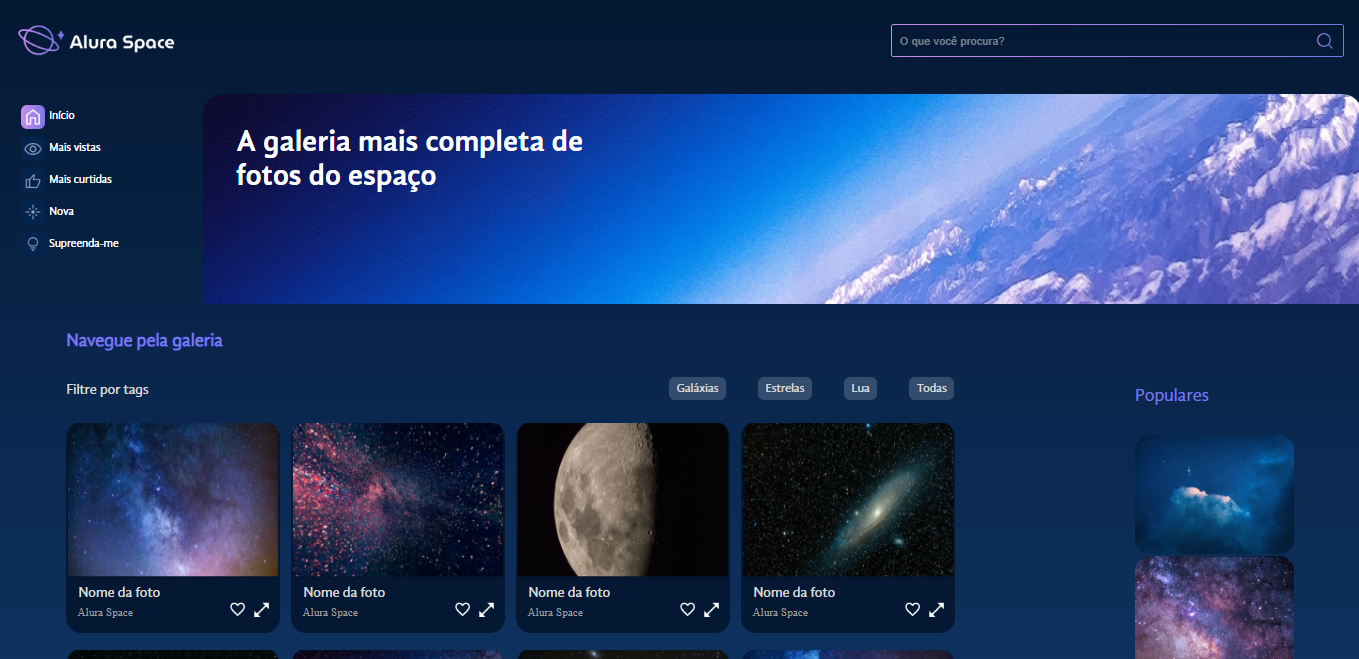 Alura Space
O que você procura?
Início
Mais vistas
Mais curtidas
Nova
Supreenda-me
A galeria mais completa de
fotos do espaço
Navegue pela galeria
Filtre por tags
Galáxias
Estrelas
Lua
Todas
Populares
Nome da foto
Alura Space
Nome da foto
Alura Space
Nome da foto
Alura Space
Nome da foto
Alura Space